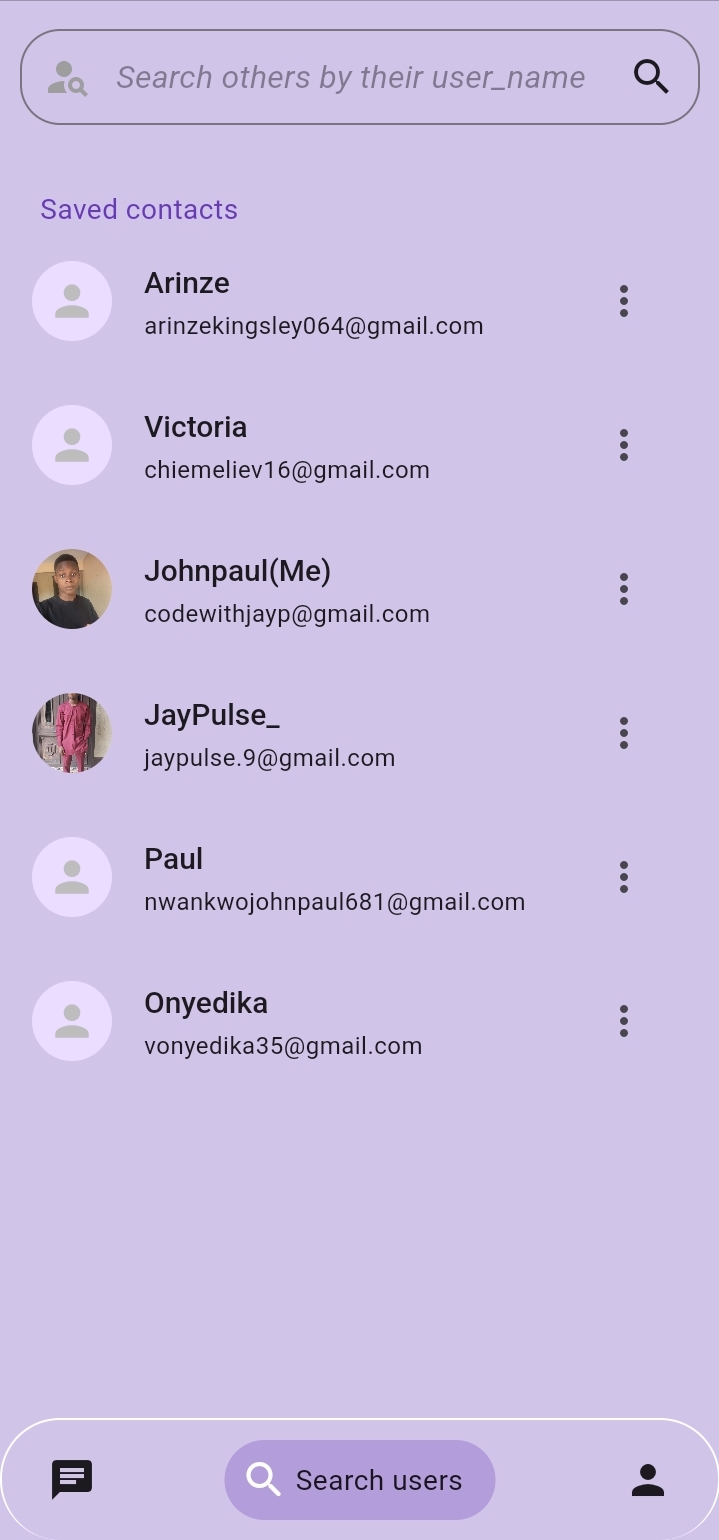 Search others by their user_name
Saved contacts
Arinze
arinzekingsley064@gmail.com
Victoria
chiemeliev16@gmail.com
Johnpaul(Me)
codewithjayp@gmail.com
JayPulse_
jaypulse.9@gmail.com
Paul
nwankwojohnpaul681@gmail.com
Onyedika
vonyedika35@gmail.com
Search users